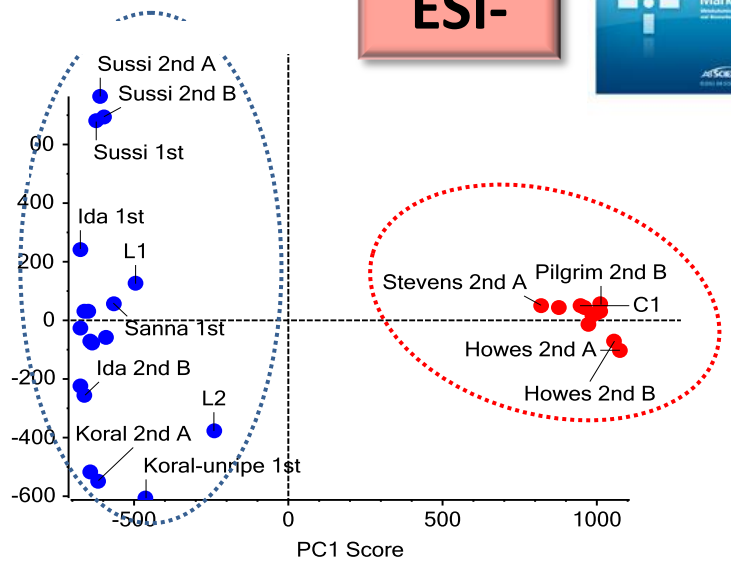 ESI-
Sussi 2nd A
Sussi 2nd B
Sussi 1st
00
400
Ida 1st
L1
200
Stevens 2nd A
Pilgrim 2nd B
C1
0
Sanna 1st
Howes 2nd A
-200
Ida 2nd B
L2
Howes 2nd B
-400
Koral 2nd A
Koral-unripe 1st
-600
-500
0
500
1000
PC1 Score